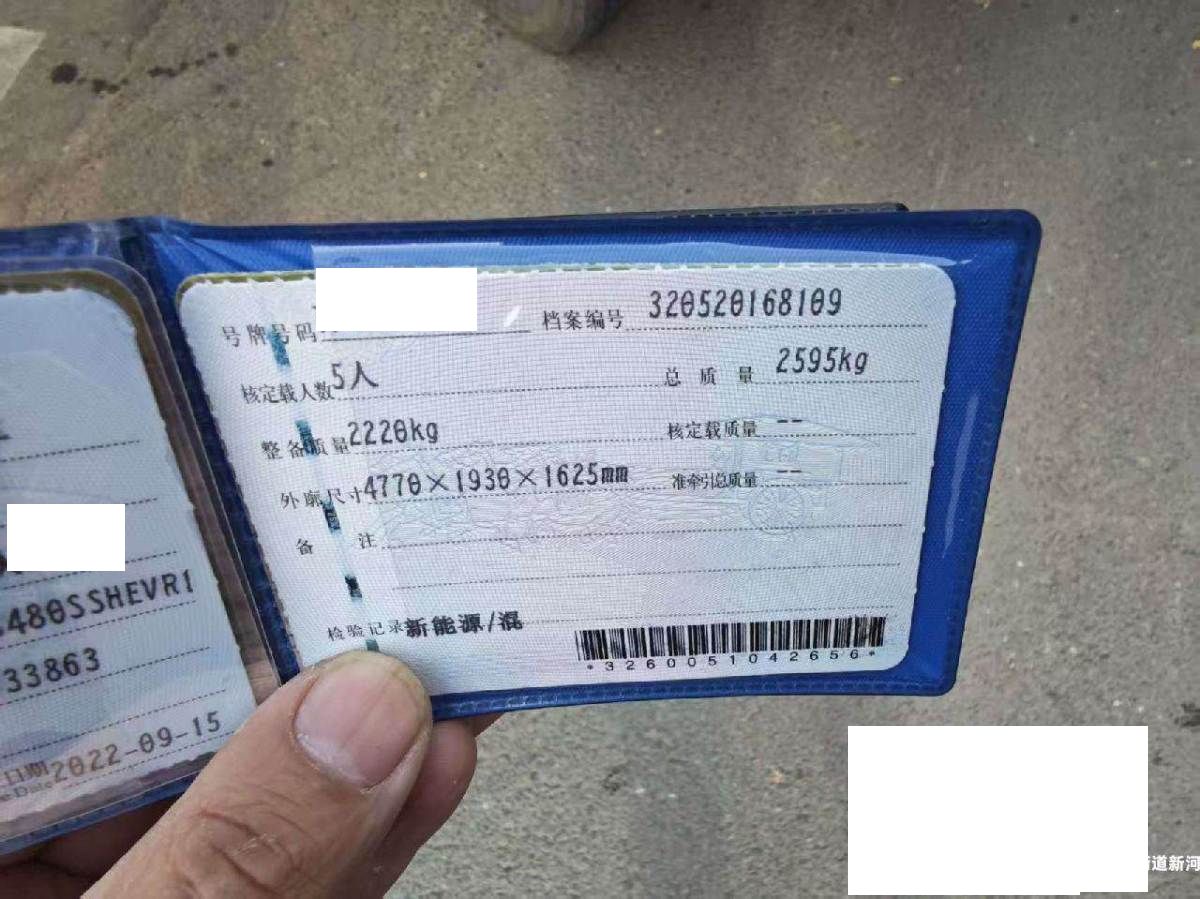 号牌号码
档案编号 320520168109
核定载人数 5人
总质量 2595kg
整备质量 2220kg
核定载质量 --
外廓尺寸 4770×1930×1625mm
准牵引总质量 --
备注
检验记录 新能源/混
*3260051042656*
480SSHEVR1
33863
日期 2022-09-15
Date
道新河